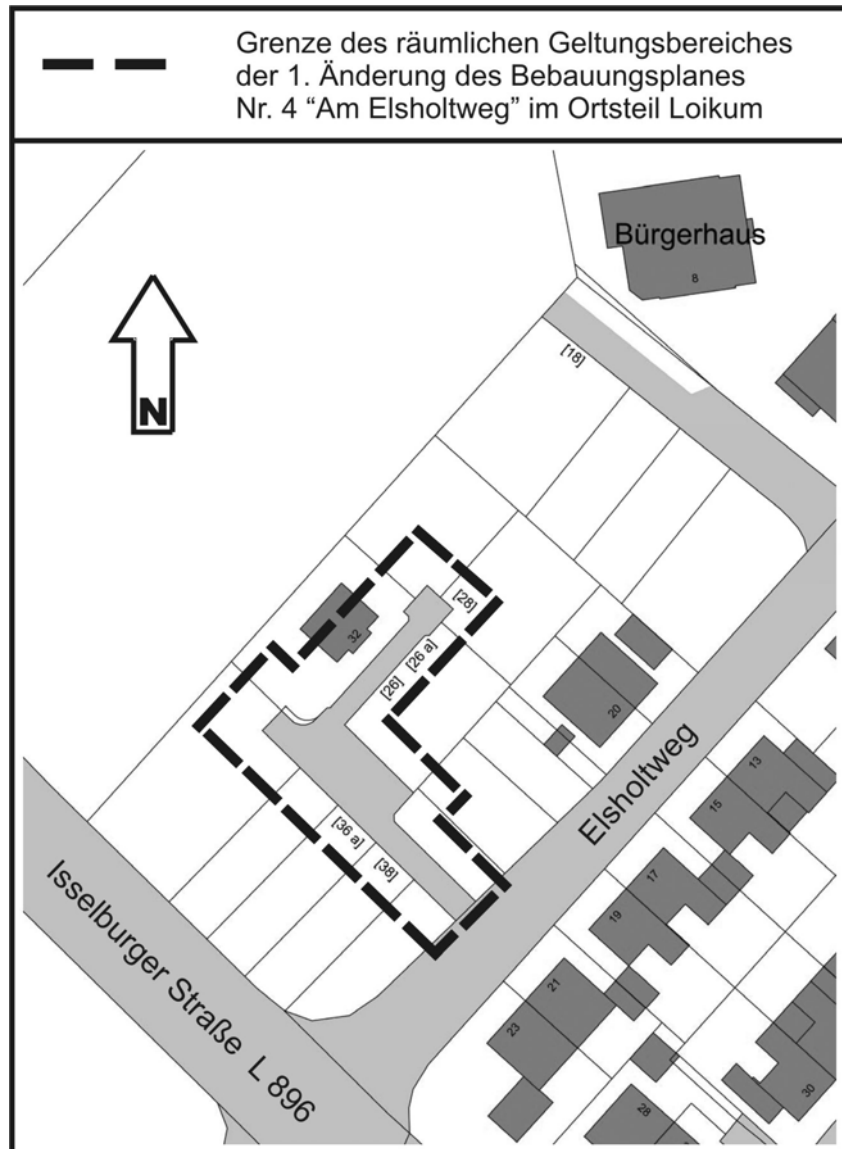 Grenze des räumlichen Geltungsbereiches
der 1. Änderung des Bebauungsplanes
Nr. 4 “Am Elsholtweg” im Ortsteil Loikum
Bürgerhaus
8
[18]
N
[28]
32
[26 a]
[26]
20
Elsholtweg
13
15
[36 a]
[38]
17
19
Isselburger Straße L 896
21
23
30
28